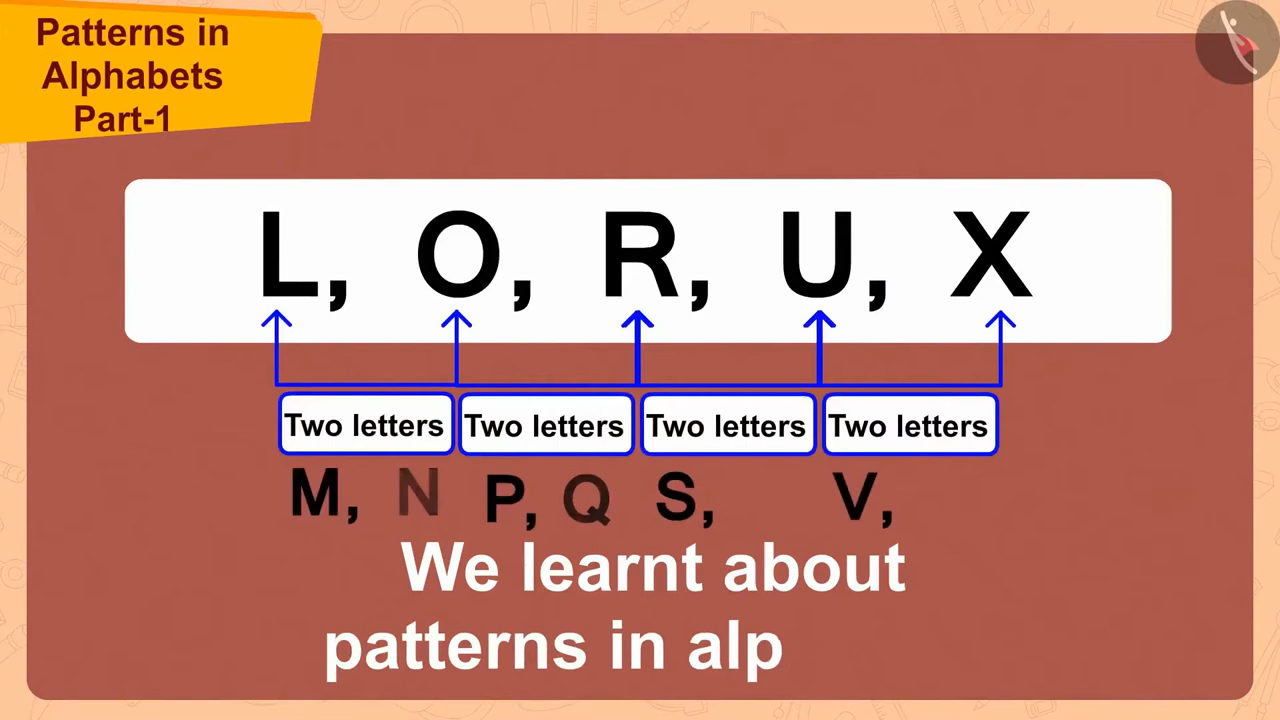 Patterns in
Alphabets
Part-1
L, O, R, U, X
Two letters Two letters Two letters Two letters
M, N P, Q S, V,
We learnt about
patterns in alp